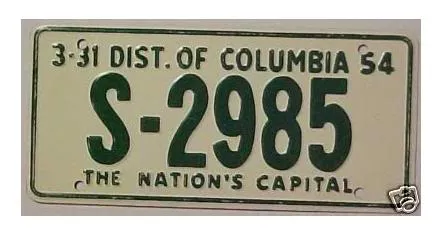 3-31 DIST. OF COLUMBIA 54
S-2985
THE NATION'S CAPITAL